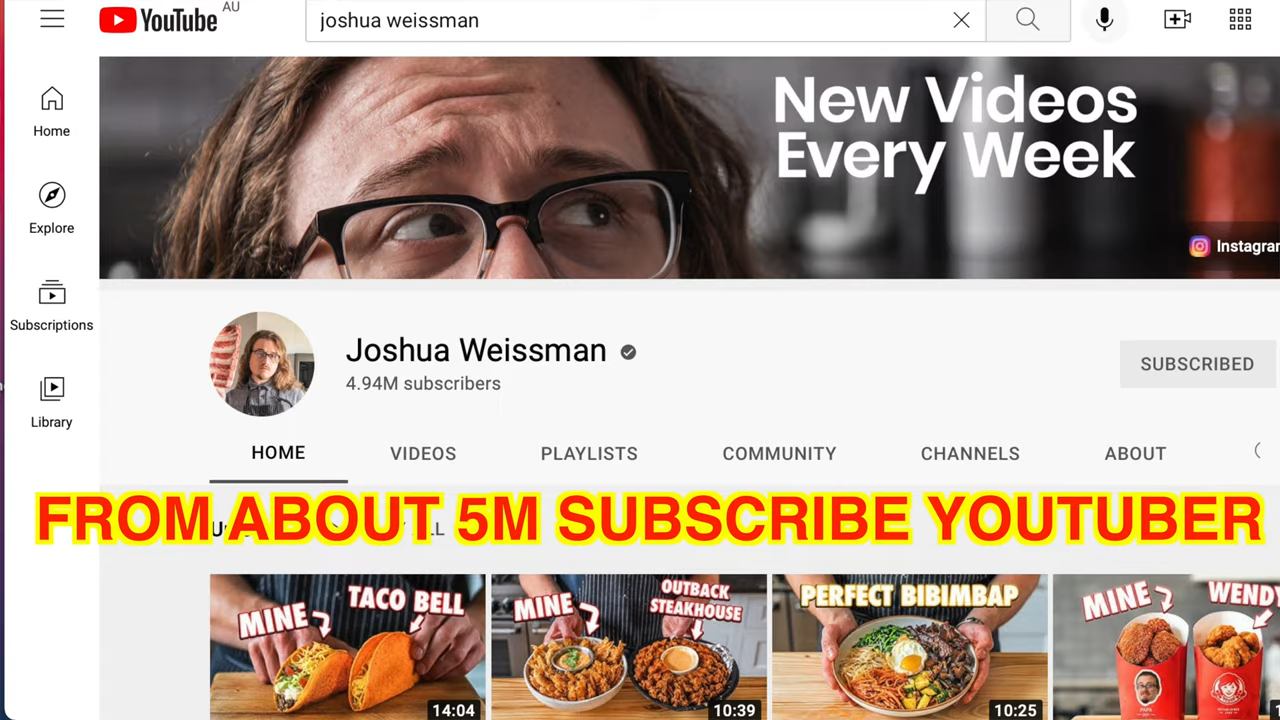 YouTube AU
joshua weissman
New Videos
Every Week
Instagram
Home
Explore
Subscriptions
Library
Joshua Weissman
4.94M subscribers
SUBSCRIBED
HOME VIDEOS PLAYLISTS COMMUNITY CHANNELS ABOUT
FROM ABOUT 5M SUBSCRIBE YOUTUBER
MINE TACO BELL
14:04
MINE OUTBACK
STEAKHOUSE
10:39
PERFECT BIBIMBAP
10:25
MINE WENDY
PAPA